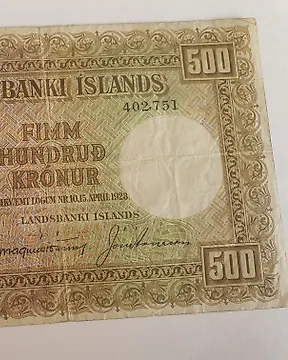 500
BANKI ÍSLANDS
402,751
FIMM
HUNDRUÐ
KRÓNUR
LANDSBANKI ÍSLANDS
500